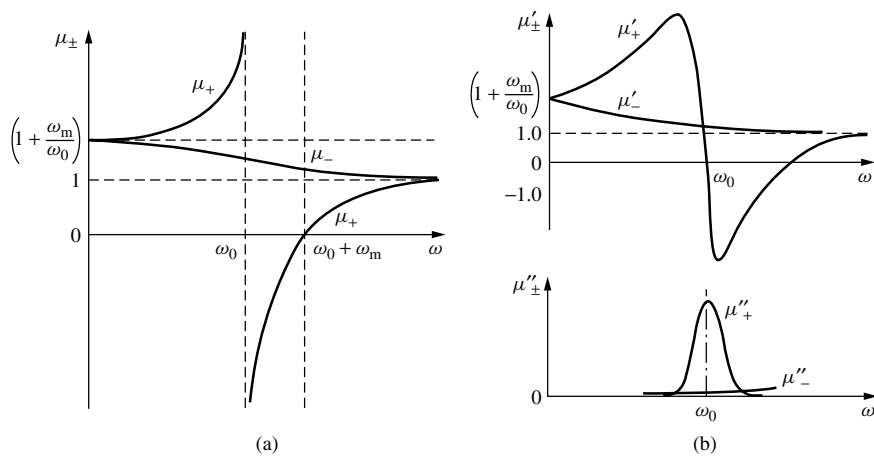 μ±
μ+
(1 + ωm/ω0)
μ−
1
μ+
0
ω0
ω0 + ωm
ω
(a)
μ′±
μ′+
(1 + ωm/ω0)
μ′−
1.0
0
ω0
ω
−1.0
μ″±
μ″+
μ″−
0
ω0
ω
(b)